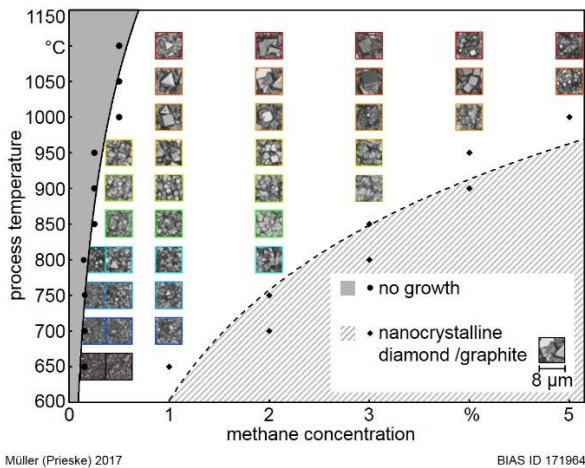 1150
°C
1050
1000
950
900
850
800
750
700
650
600
process temperature
0 1 2 3 % 5
methane concentration
no growth
nanocrystalline
diamond /graphite
8 µm
Müller (Prieske) 2017
BIAS ID 171964